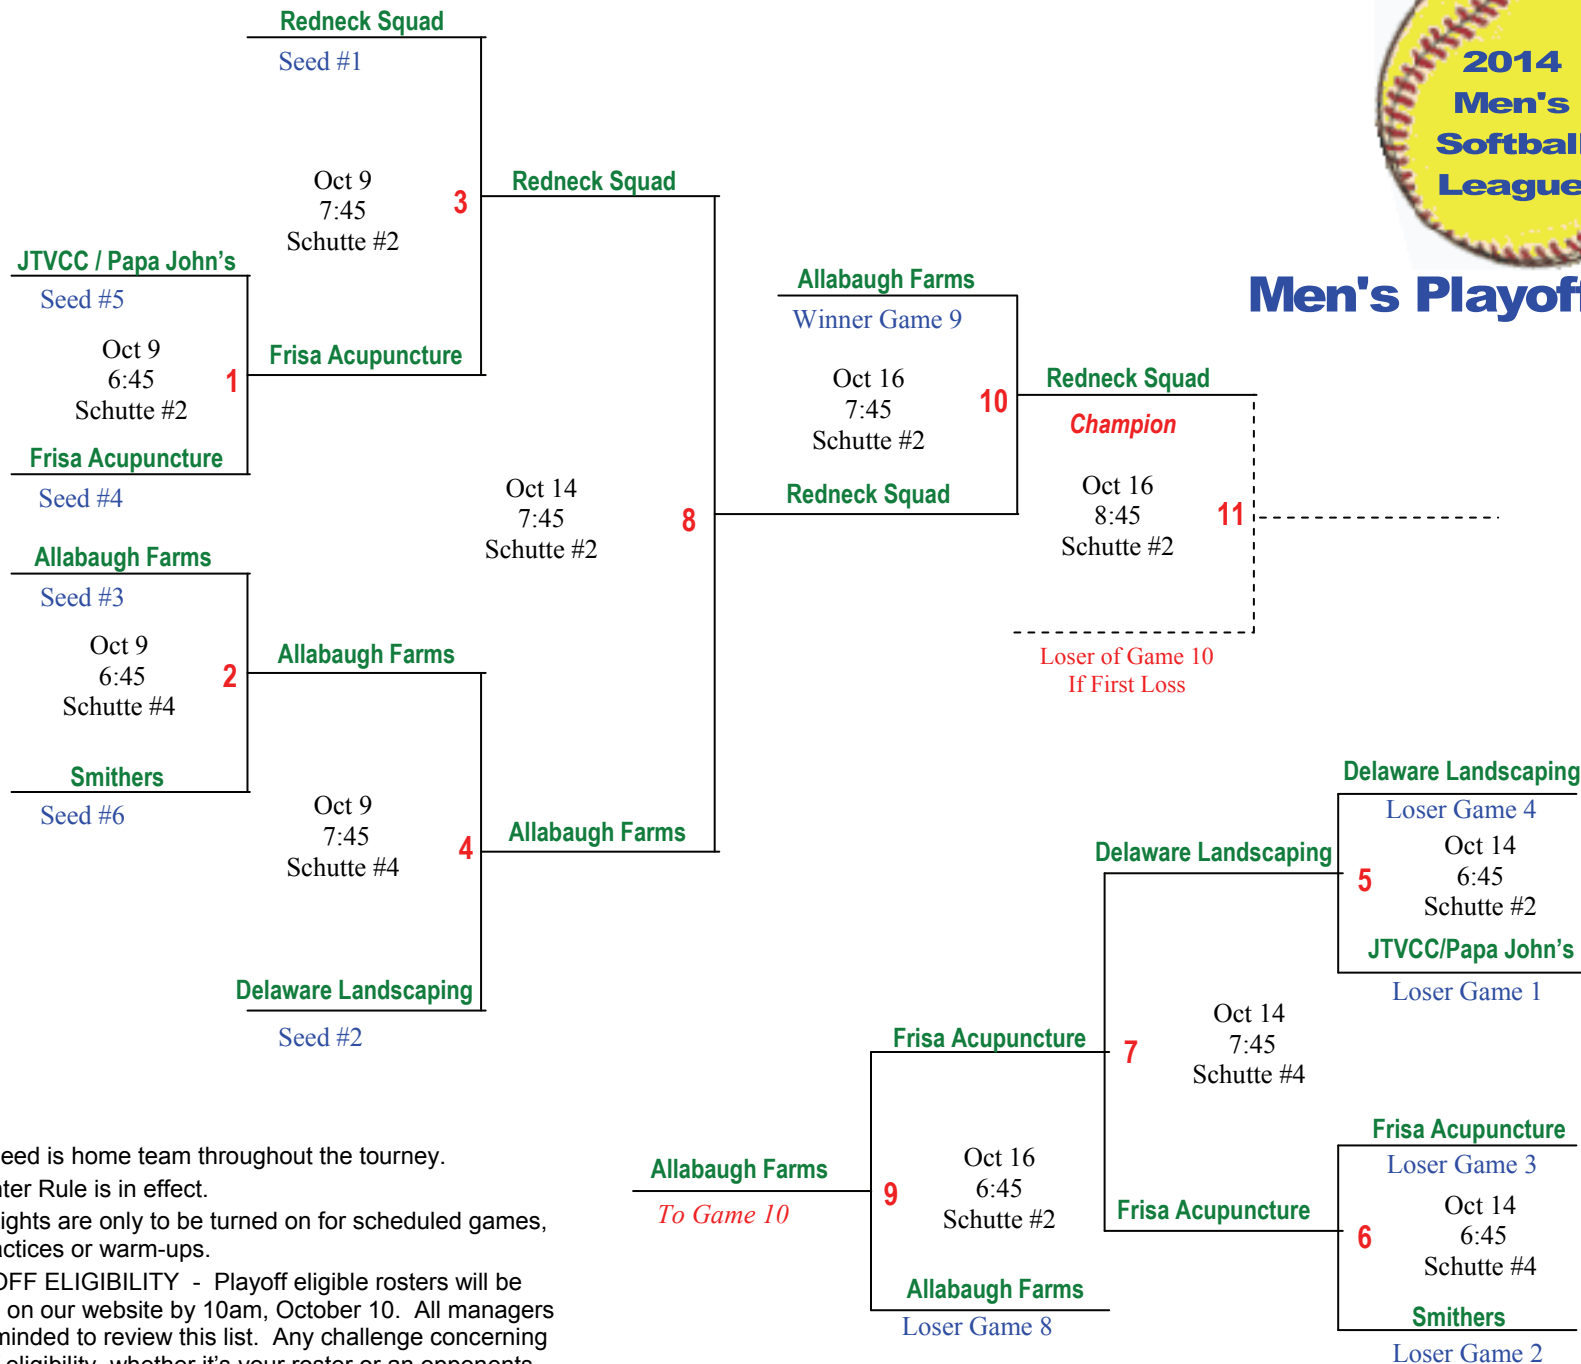 Redneck Squad
Seed #1
Oct 9
7:45
Schutte #2
3
Redneck Squad
JTVCC / Papa John's
Seed #5
Oct 9
6:45
Schutte #2
1
Frisa Acupuncture
Frisa Acupuncture
Seed #4
Allabaugh Farms
Seed #3
Oct 9
6:45
Schutte #4
2
Allabaugh Farms
Smithers
Seed #6
Oct 9
7:45
Schutte #4
4
Allabaugh Farms
Delaware Landscaping
Seed #2
Oct 14
7:45
Schutte #2
8
Allabaugh Farms
Winner Game 9
Oct 16
7:45
Schutte #2
10
Redneck Squad
Redneck Squad
Champion
Oct 16
8:45
Schutte #2
11
Loser of Game 10
If First Loss
2014
Men's
Softball
League
Men's Playoff
Delaware Landscaping
Loser Game 4
Oct 14
6:45
Schutte #2
5
JTVCC/Papa John's
Loser Game 1
Delaware Landscaping
Oct 14
7:45
Schutte #4
7
Frisa Acupuncture
Frisa Acupuncture
Loser Game 3
Oct 14
6:45
Schutte #4
6
Smithers
Loser Game 2
Frisa Acupuncture
Oct 16
6:45
Schutte #2
9
Allabaugh Farms
Loser Game 8
Allabaugh Farms
To Game 10
eed is home team throughout the tourney.
nter Rule is in effect.
ights are only to be turned on for scheduled games,
actices or warm-ups.
OFF ELIGIBILITY - Playoff eligible rosters will be
on our website by 10am, October 10. All managers
minded to review this list. Any challenge concerning
eligibility, whether it's your roster or an opponents